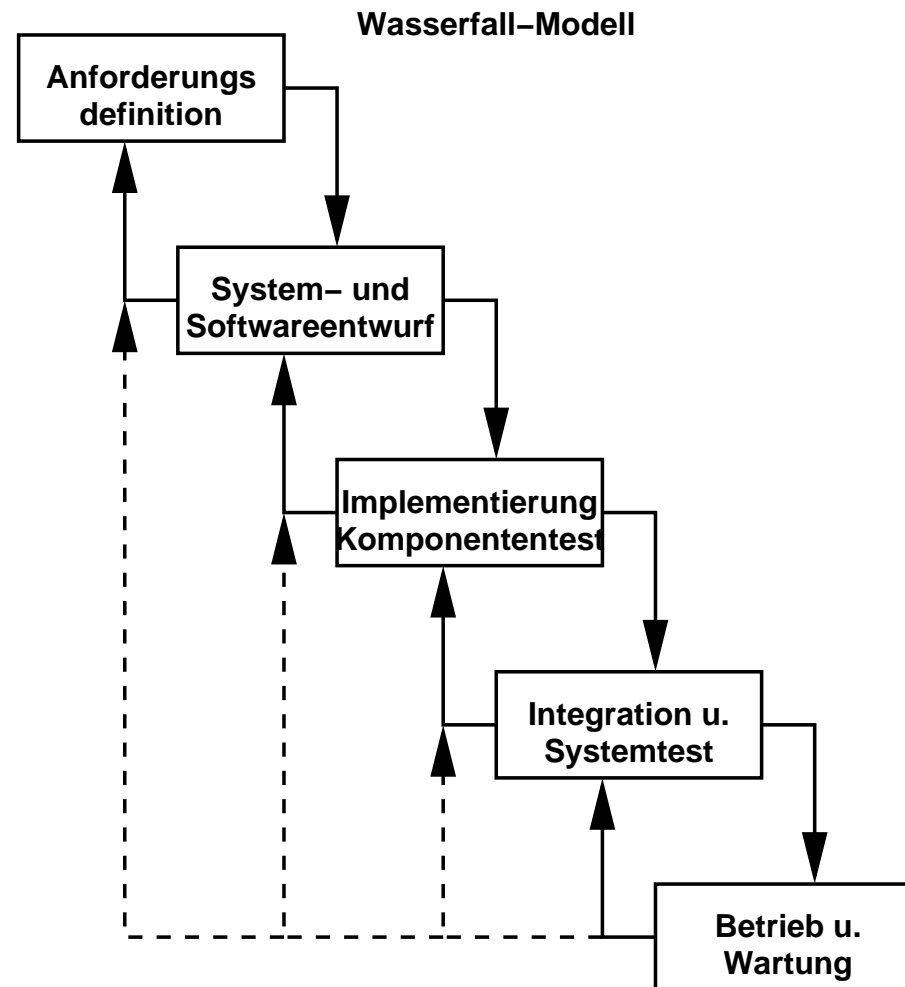 Wasserfall–Modell
Anforderungs
definition
System– und
Softwareentwurf
Implementierung
Komponententest
Integration u.
Systemtest
Betrieb u.
Wartung